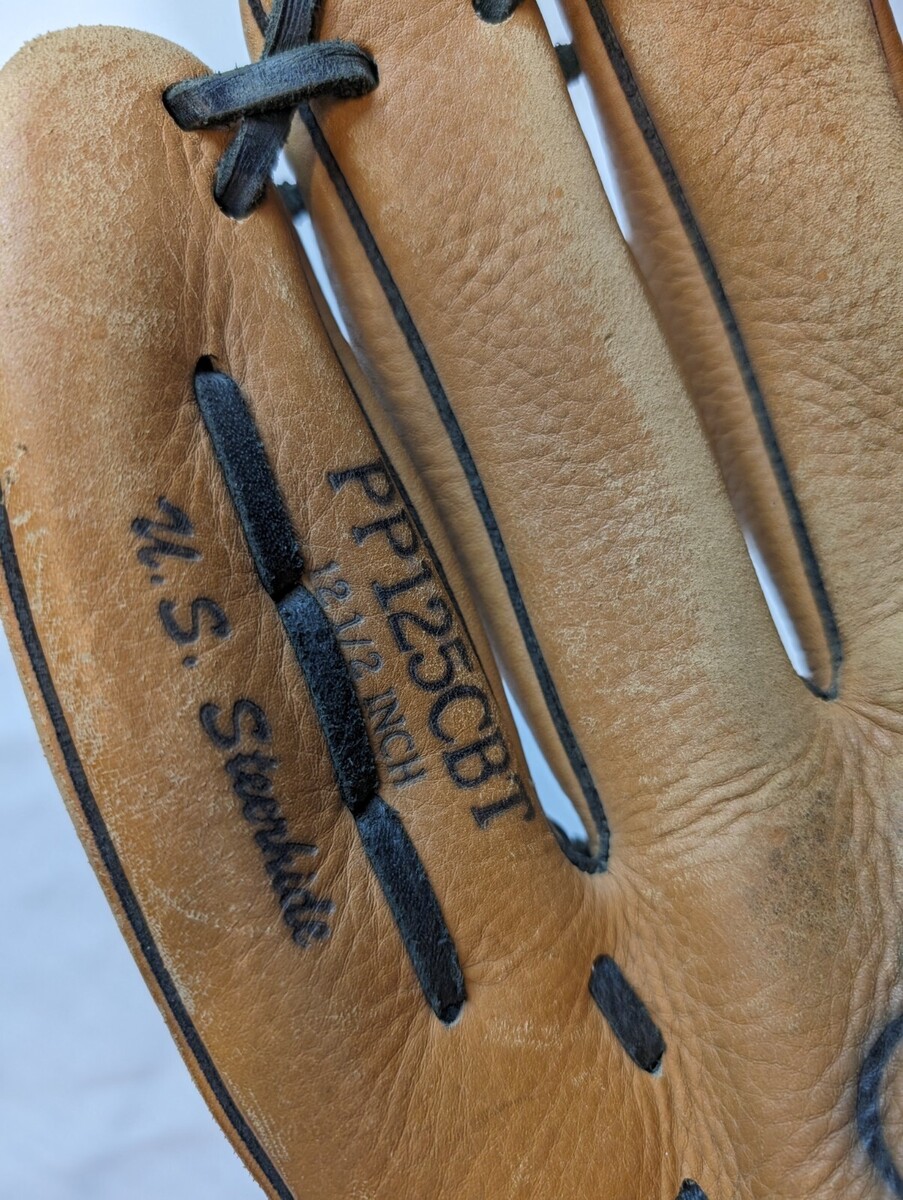 PP125CBT
12 1/2 INCH
U.S. Steerhide